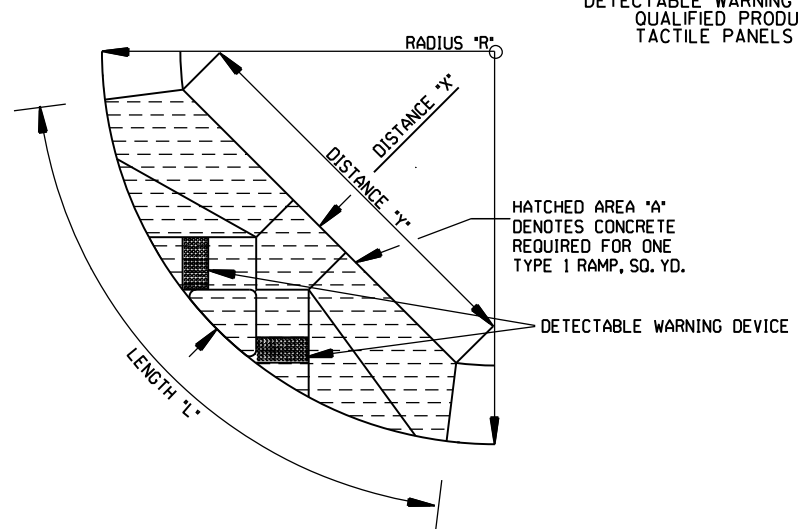 DETECTABLE WARNING
QUALIFIED PRODU
TACTILE PANELS
RADIUS "R"
DISTANCE "X"
DISTANCE "Y"
HATCHED AREA "A"
DENOTES CONCRETE
REQUIRED FOR ONE
TYPE 1 RAMP, SQ. YD.
DETECTABLE WARNING DEVICE
LENGTH "L"